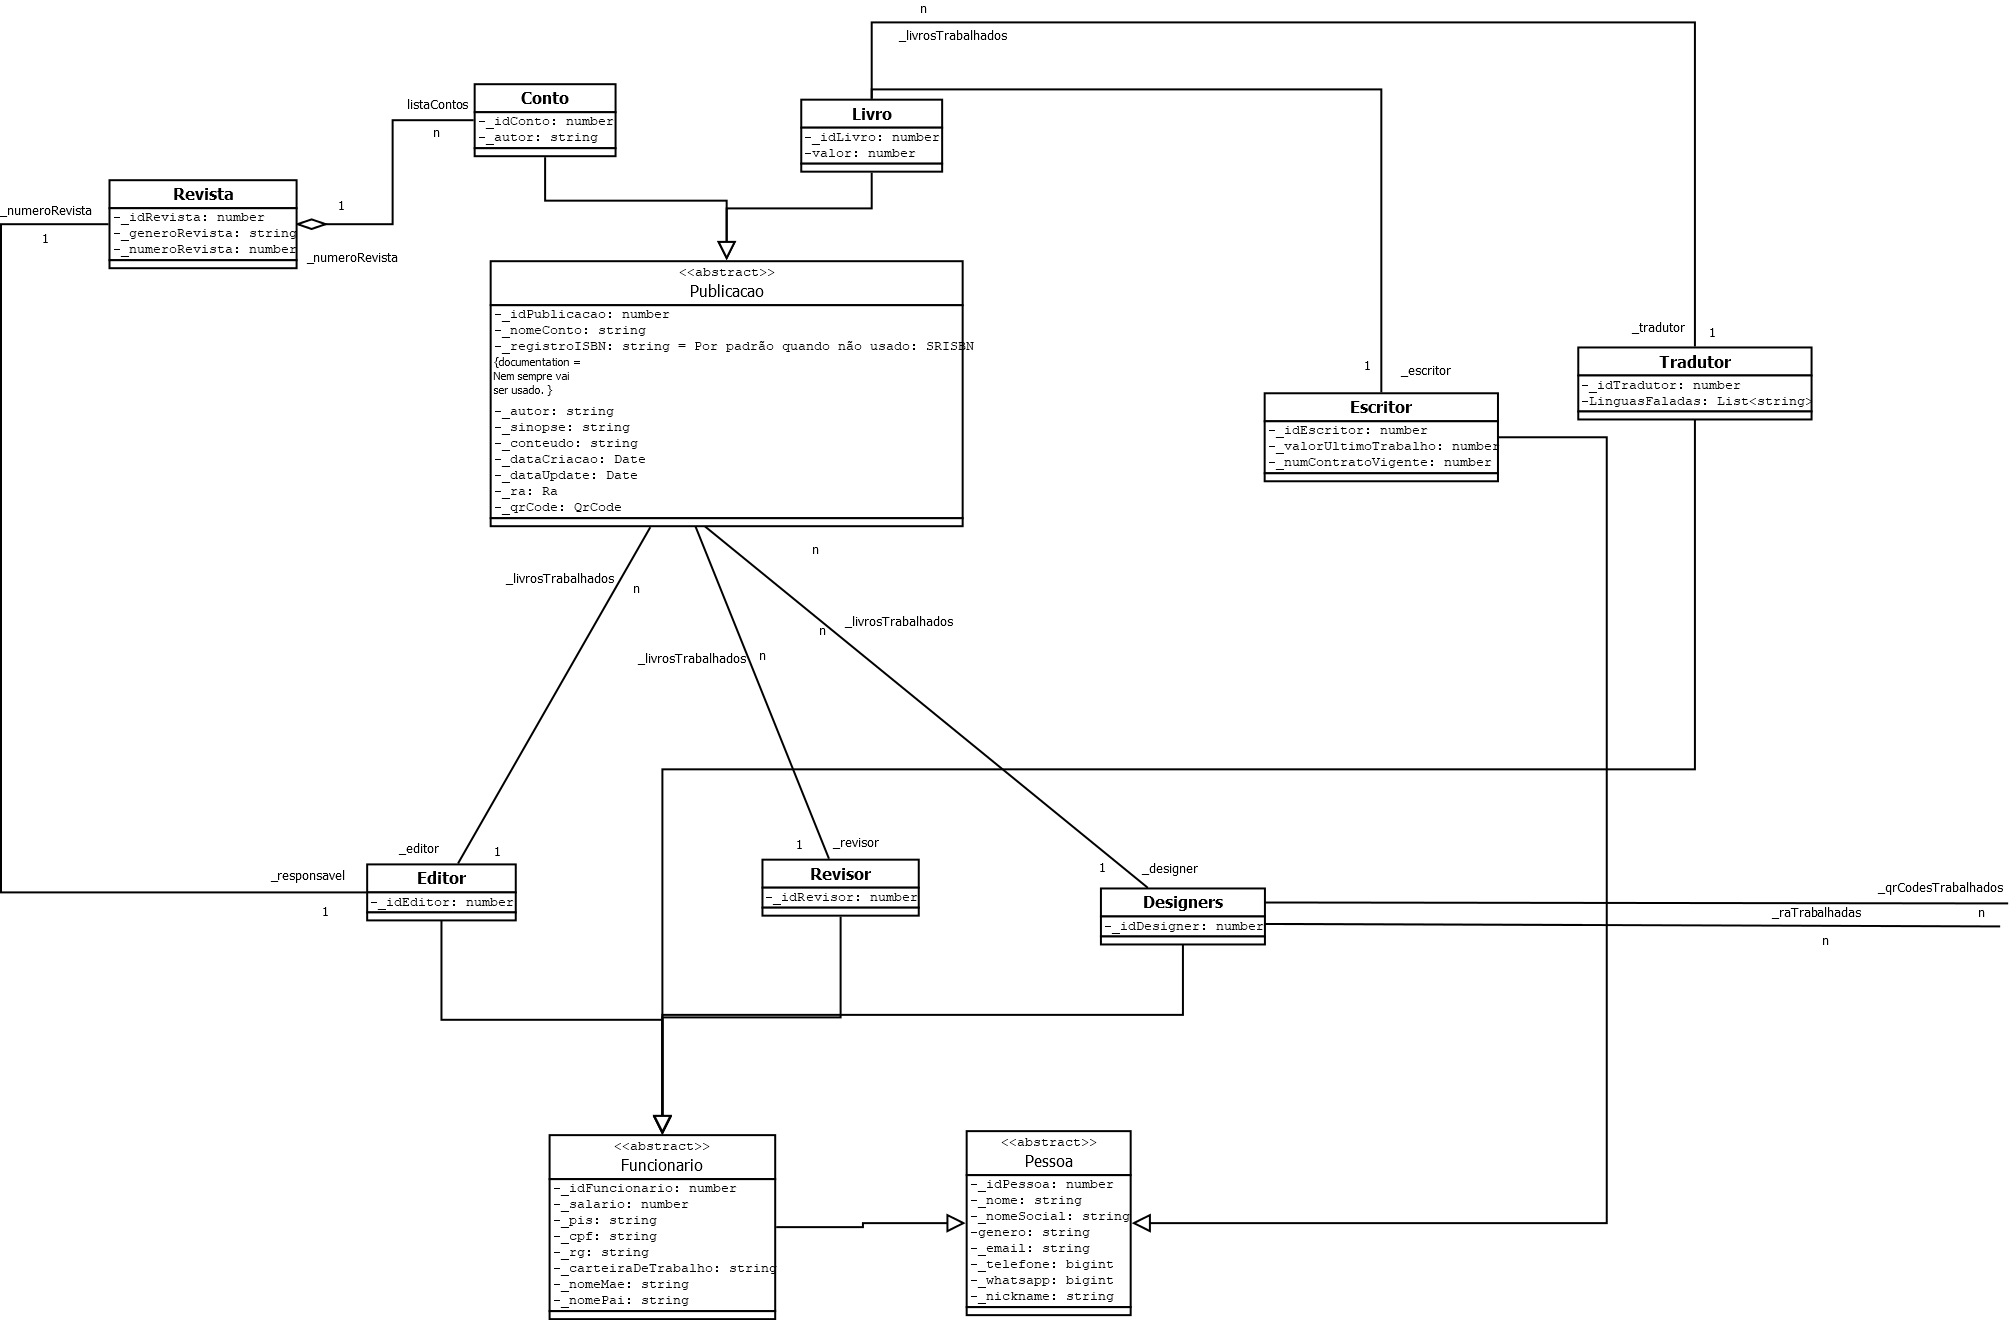 n
_livrosTrabalhados
listaContos
n
Conto
-_idConto: number
-_autor: string
Livro
-_idLivro: number
-valor: number
_numeroRevista
1
Revista
-_idRevista: number
-_generoRevista: string
-_numeroRevista: number
1
_numeroRevista
<<abstract>>
Publicacao
-_idPublicacao: number
-_nomeConto: string
-_registroISBN: string = Por padrão quando não usado: SRISBN
{documentation =
Nem sempre vai
ser usado. }
-_autor: string
-_sinopse: string
-_conteudo: string
-_dataCriacao: Date
-_dataUpdate: Date
-_ra: Ra
-_qrCode: QrCode
1
_escritor
Escritor
-_idEscritor: number
-_valorUltimoTrabalho: number
-_numContratoVigente: number
_tradutor
1
Tradutor
-_idTradutor: number
-LinguasFaladas: List<string>
_livrosTrabalhados
n
_livrosTrabalhados
n
n
n
_livrosTrabalhados
_editor
1
_responsavel
1
Editor
-_idEditor: number
1
_revisor
Revisor
-_idRevisor: number
1
_designer
Designers
-_idDesigner: number
_qrCodesTrabalhados
n
_raTrabalhadas
n
<<abstract>>
Funcionario
-_idFuncionario: number
-_salario: number
-_pis: string
-_cpf: string
-_rg: string
-_carteiraDeTrabalho: string
-_nomeMae: string
-_nomePai: string
<<abstract>>
Pessoa
-_idPessoa: number
-_nome: string
-_nomeSocial: string
-genero: string
-_email: string
-_telefone: bigint
-_whatsapp: bigint
-_nickname: string